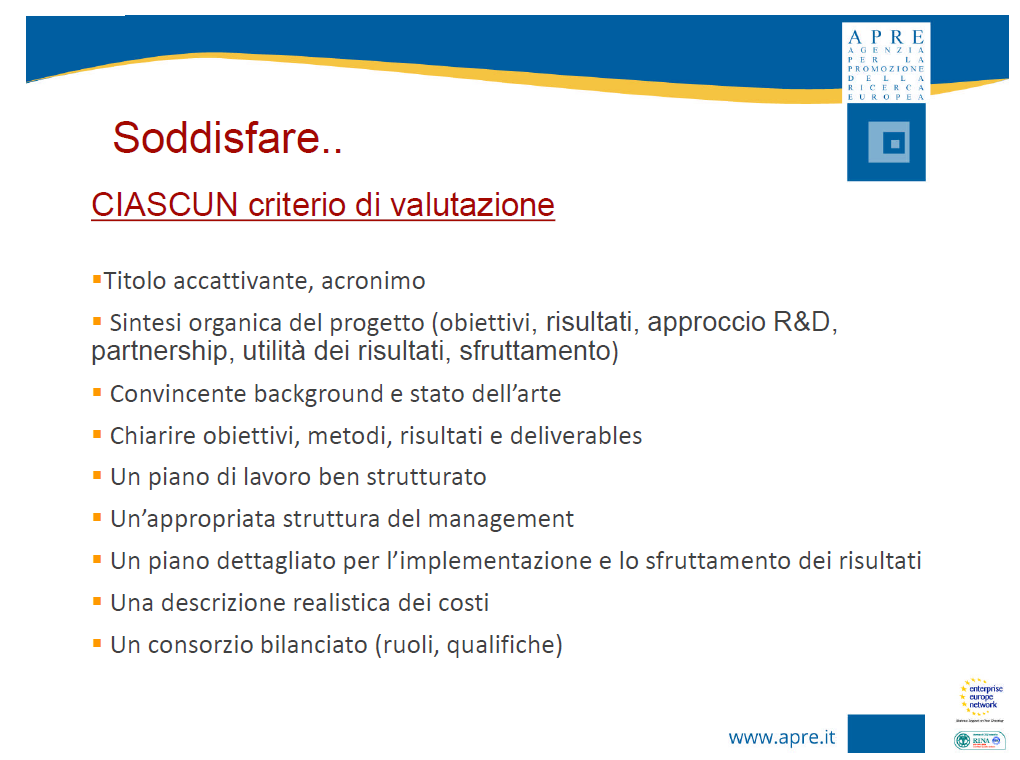 APRE
AGENZIA
PER LA
PROMOZIONE
DELLA
RICERCA
EUROPEA
Soddisfare..
CIASCUN criterio di valutazione
▪Titolo accattivante, acronimo
▪ Sintesi organica del progetto (obiettivi, risultati, approccio R&D,
partnership, utilità dei risultati, sfruttamento)
▪ Convincente background e stato dell’arte
▪ Chiarire obiettivi, metodi, risultati e deliverables
▪ Un piano di lavoro ben strutturato
▪ Un’appropriata struttura del management
▪ Un piano dettagliato per l’implementazione e lo sfruttamento dei risultati
▪ Una descrizione realistica dei costi
▪ Un consorzio bilanciato (ruoli, qualifiche)
enterprise
europe
network
www.apre.it
RINA